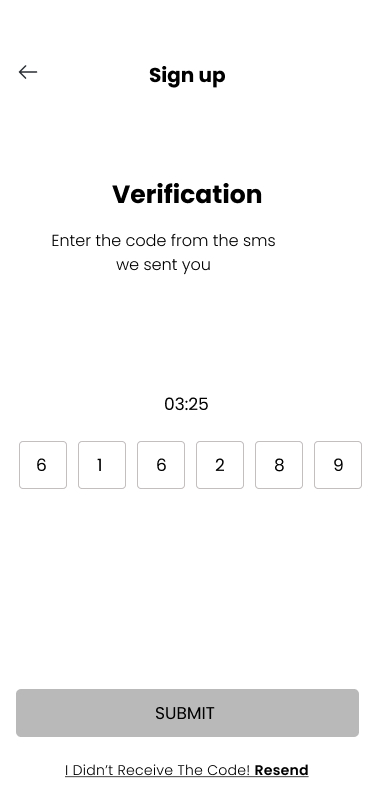 Sign up
Verification
Enter the code from the sms
we sent you
03:25
6 1 6 2 8 9
SUBMIT
I Didn’t Receive The Code! Resend